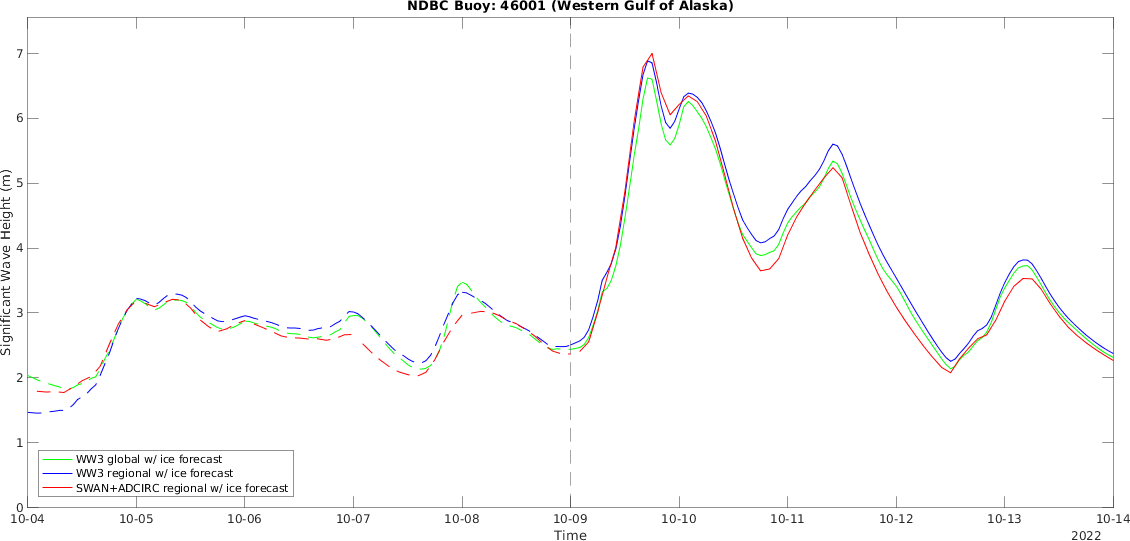 NDBC Buoy: 46001 (Western Gulf of Alaska)
7
6
5
4
3
2
1
0
Significant Wave Height (m)
WW3 global w/ ice forecast
WW3 regional w/ ice forecast
SWAN+ADCIRC regional w/ ice forecast
10-04 10-05 10-06 10-07 10-08 10-09 10-10 10-11 10-12 10-13 10-14
Time
2022